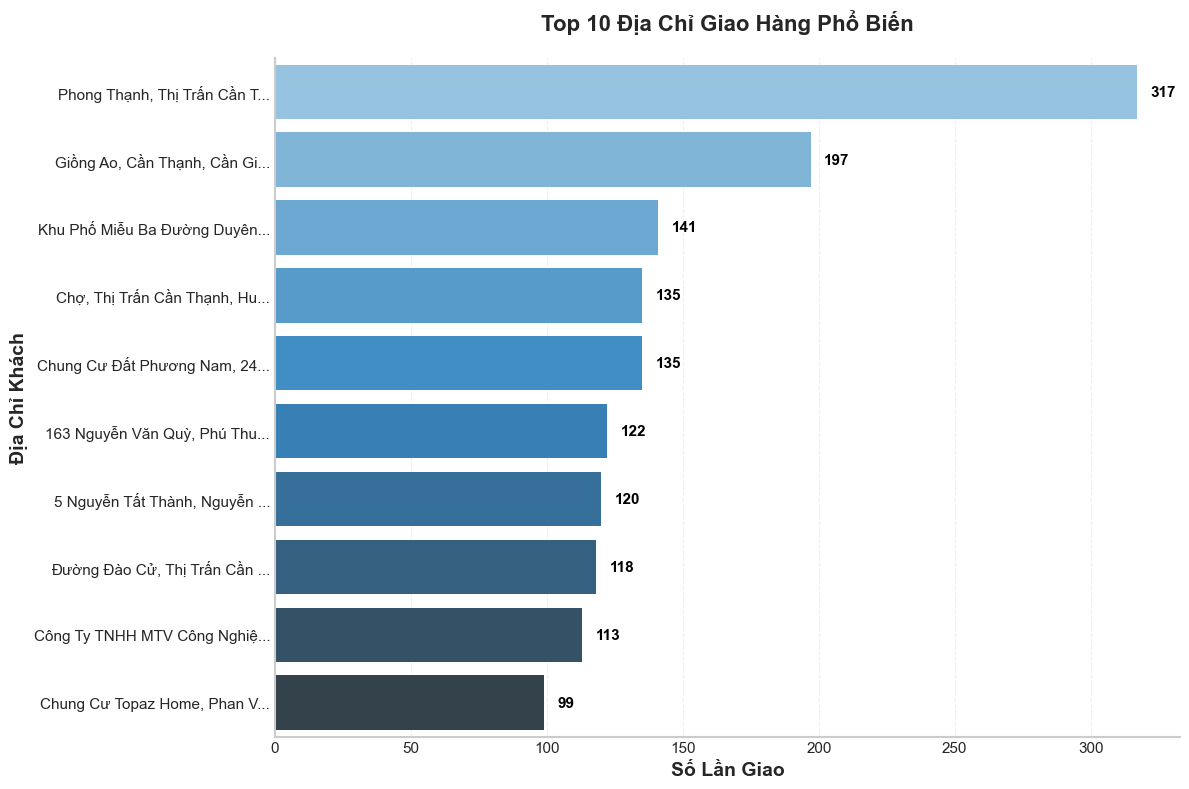 Top 10 Địa Chỉ Giao Hàng Phổ Biến
Địa Chỉ Khách
Phong Thạnh, Thị Trấn Cần T... 317
Giồng Ao, Cần Thạnh, Cần Gi... 197
Khu Phố Miễu Ba Đường Duyên... 141
Chợ, Thị Trấn Cần Thạnh, Hu... 135
Chung Cư Đất Phương Nam, 24... 135
163 Nguyễn Văn Quỳ, Phú Thu... 122
5 Nguyễn Tất Thành, Nguyễn ... 120
Đường Đào Cử, Thị Trấn Cần ... 118
Công Ty TNHH MTV Công Nghiệ... 113
Chung Cư Topaz Home, Phan V... 99
0 50 100 150 200 250 300
Số Lần Giao